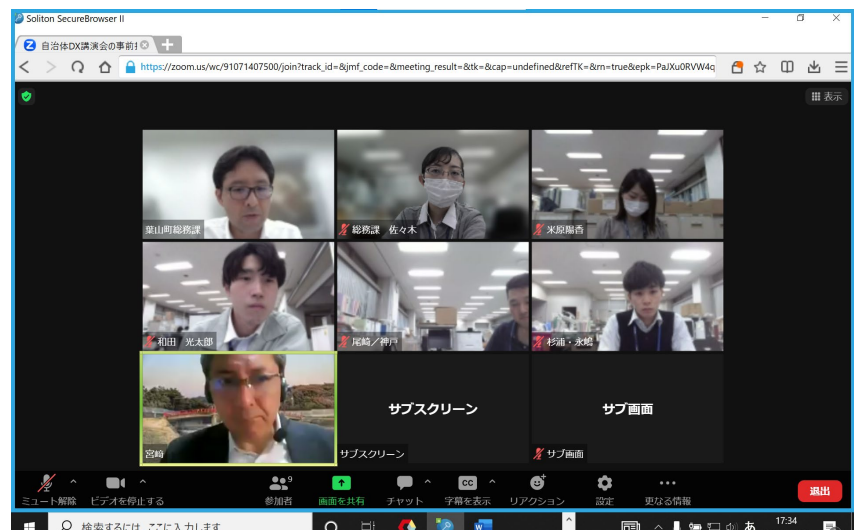 Soliton SecureBrowser II
自治体DX講演会の事前
https://zoom.us/wc/91071407500/join?track_id=&jmf_code=&meeting_result=&tk=&cap=undefined&refTK=&rn=true&epk=PaJXu0RVW4q
表示
葉山町総務課
総務課 佐々木
米原陽香
和田 光太郎
尾崎／神戸
杉浦・永嶋
宮崎
サブスクリーン
サブスクリーン
サブ画面
サブ画面
ミュート解除
ビデオを停止する
9
参加者
画面を共有
チャット
CC
字幕を表示
リアクション
設定
更なる情報
退出
検索するには、ここに入力します
あ
17:34